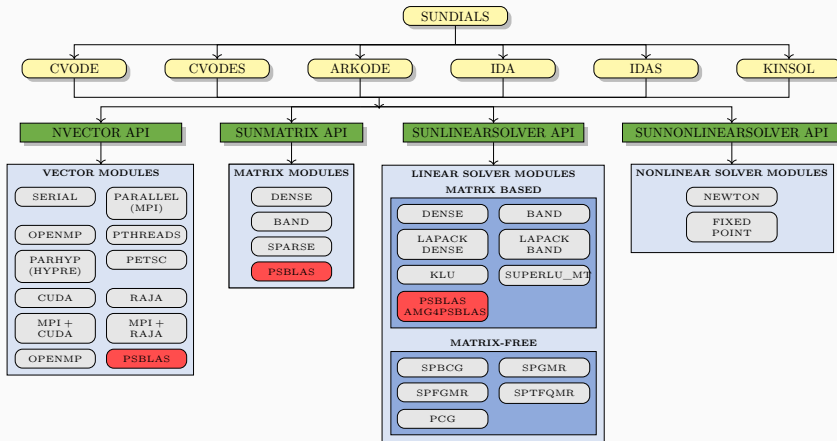 SUNDIALS
CVODE
CVODES
ARKODE
IDA
IDAS
KINSOL
NVECTOR API
SUNMATRIX API
SUNLINEARSOLVER API
SUNNONLINEARSOLVER API
VECTOR MODULES
SERIAL
PARALLEL
(MPI)
OPENMP
PTHREADS
PARHYP
(HYPRE)
PETSC
CUDA
RAJA
MPI +
CUDA
MPI +
RAJA
OPENMP
PSBLAS
MATRIX MODULES
DENSE
BAND
SPARSE
PSBLAS
LINEAR SOLVER MODULES
MATRIX BASED
DENSE
BAND
LAPACK
DENSE
LAPACK
BAND
KLU
SUPERLU_MT
PSBLAS
AMG4PSBLAS
MATRIX-FREE
SPBCG
SPGMR
SPFGMR
SPTFQMR
PCG
NONLINEAR SOLVER MODULES
NEWTON
FIXED
POINT